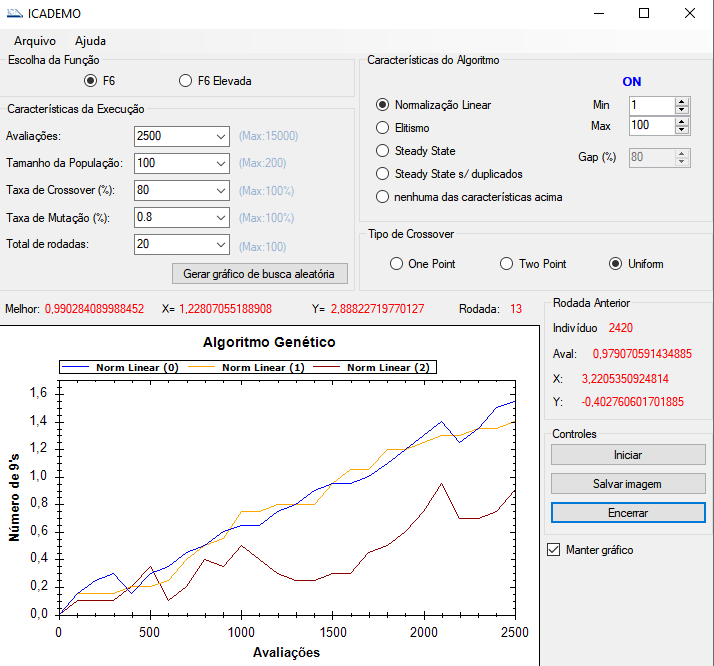 ICADEMO
Arquivo Ajuda
Escolha da Função
F6 F6 Elevada
Características da Execução
Avaliações: 2500 (Max:15000)
Tamanho da População: 100 (Max:200)
Taxa de Crossover (%): 80 (Max:100%)
Taxa de Mutação (%): 0.8 (Max:100%)
Total de rodadas: 20 (Max:100)
Gerar gráfico de busca aleatória
Características do Algoritmo
ON
Normalização Linear Min 1
Elitismo Max 100
Steady State Gap (%) 80
Steady State s/ duplicados
nenhuma das características acima
Tipo de Crossover
One Point Two Point Uniform
Melhor: 0,990284089988452 X= 1,22807055188908 Y= 2,88822719770127 Rodada: 13
Algoritmo Genético
Norm Linear (0) Norm Linear (1) Norm Linear (2)
Número de 9's
1,6
1,4
1,2
1,0
0,8
0,6
0,4
0,2
0,0
0 500 1000 1500 2000 2500
Avaliações
Rodada Anterior
Indivíduo 2420
Aval: 0,979070591434885
X: 3,2205350924814
Y: -0,402760601701885
Controles
Iniciar
Salvar imagem
Encerrar
Manter gráfico